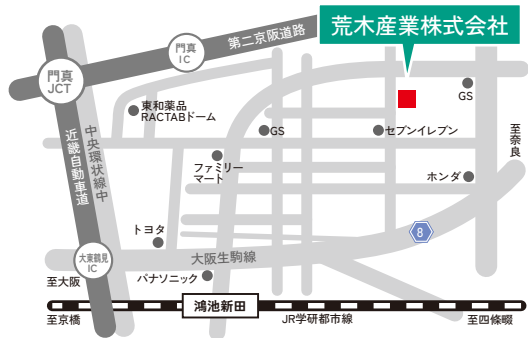 荒木産業株式会社
第二京阪道路
門真
IC
門真
JCT
GS
東和薬品
RACTABドーム
GS
セブンイレブン
至奈良
中央環状線中
近畿自動車道
ファミリー
マート
ホンダ
トヨタ
8
大阪生駒線
大東鶴見
IC
パナソニック
至大阪
鴻池新田
至京橋
JR学研都市線
至四條畷